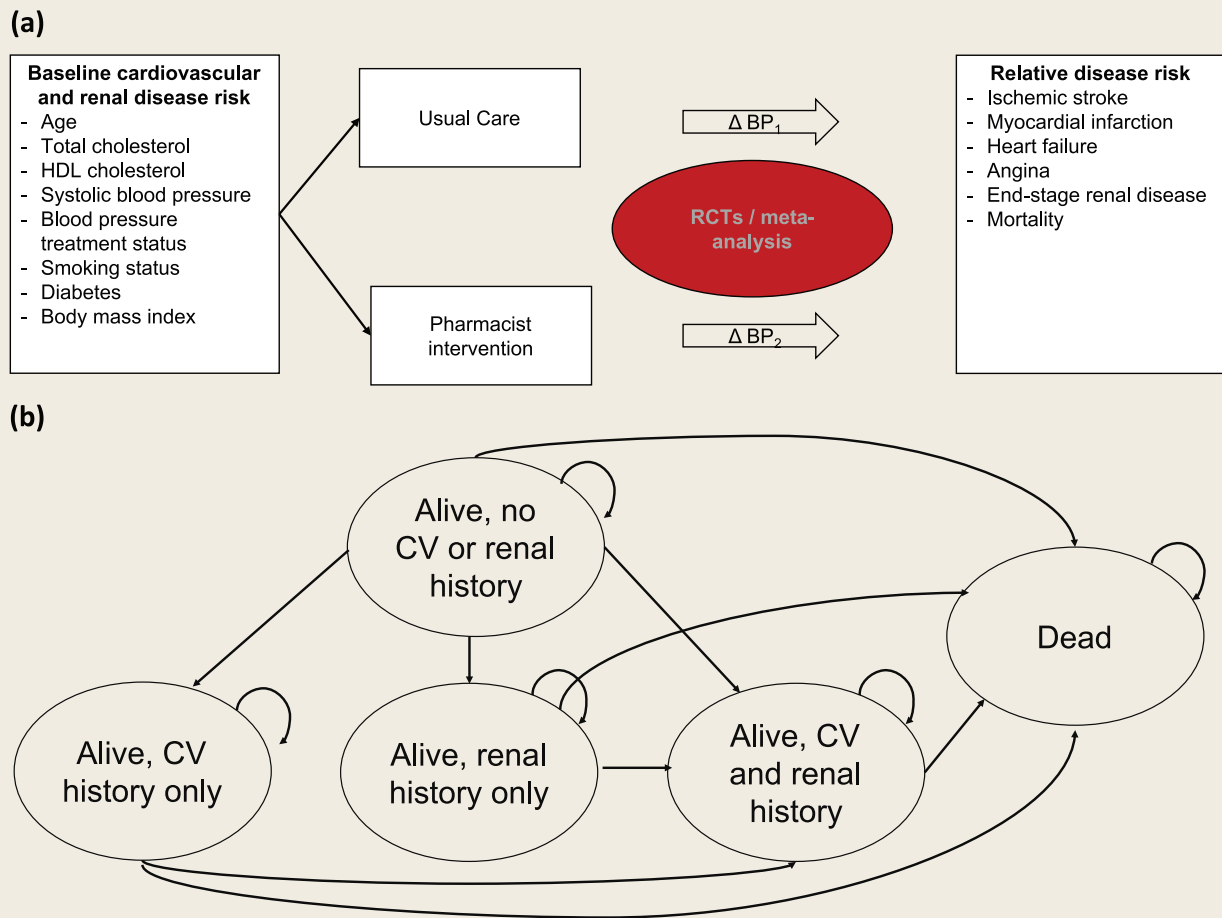 (a)
Baseline cardiovascular
and renal disease risk
- Age
- Total cholesterol
- HDL cholesterol
- Systolic blood pressure
- Blood pressure
treatment status
- Smoking status
- Diabetes
- Body mass index
Usual Care
Pharmacist
intervention
Δ BP₁
RCTs / meta-
analysis
Δ BP₂
Relative disease risk
- Ischemic stroke
- Myocardial infarction
- Heart failure
- Angina
- End-stage renal disease
- Mortality
(b)
Alive, no
CV or renal
history
Dead
Alive, CV
history only
Alive, renal
history only
Alive, CV
and renal
history